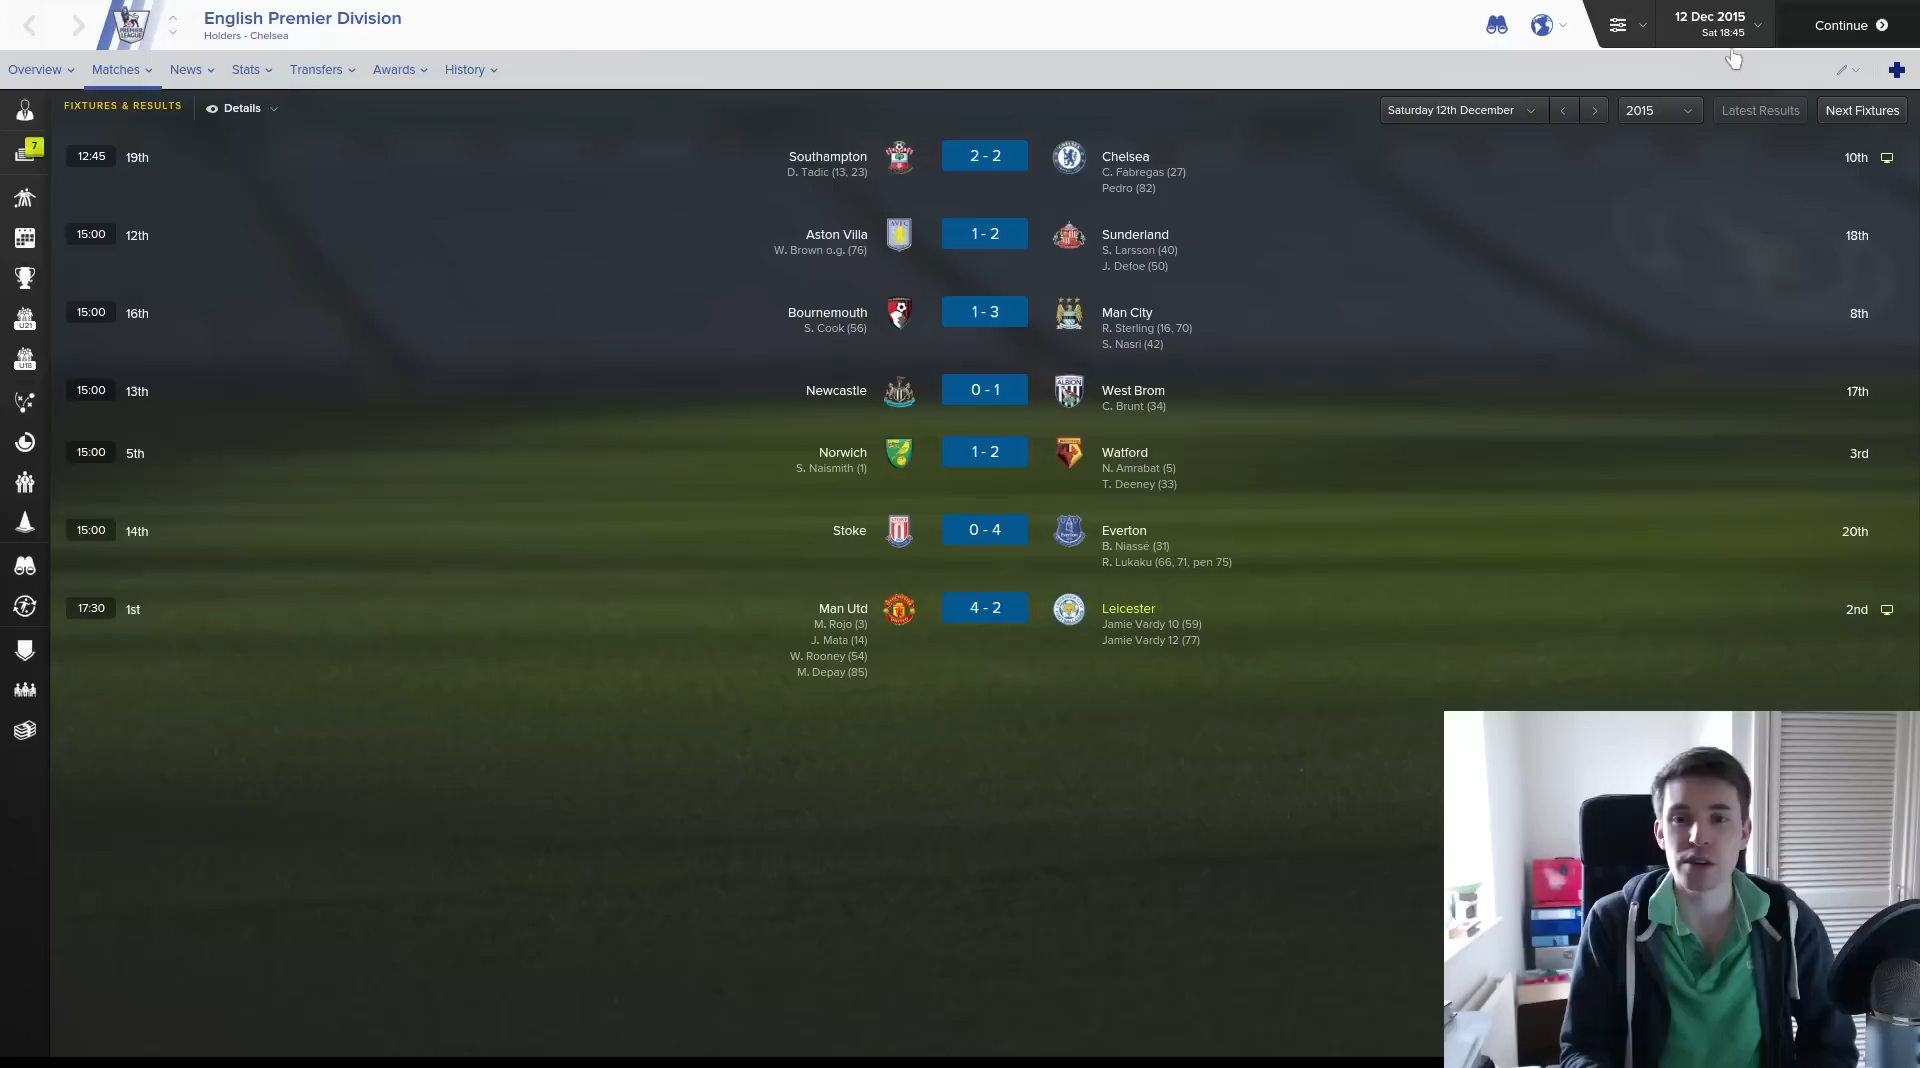 English Premier Division
Holders - Chelsea
12 Dec 2015
Sat 18:45
Continue
Overview
Matches
News
Stats
Transfers
Awards
History
FIXTURES & RESULTS
Details
Saturday 12th December
2015
Latest Results
Next Fixtures
7
U21
U18
12:45 19th Southampton 2 - 2 Chelsea 10th
D. Tadic (13, 23) C. Fàbregas (27)
Pedro (82)
15:00 12th Aston Villa 1 - 2 Sunderland 18th
W. Brown o.g. (76) S. Larsson (40)
J. Defoe (50)
15:00 16th Bournemouth 1 - 3 Man City 8th
S. Cook (56) R. Sterling (16, 70)
S. Nasri (42)
15:00 13th Newcastle 0 - 1 West Brom 17th
C. Brunt (34)
15:00 5th Norwich 1 - 2 Watford 3rd
S. Naismith (1) N. Amrabat (5)
T. Deeney (33)
15:00 14th Stoke 0 - 4 Everton 20th
B. Niassé (31)
R. Lukaku (66, 71, pen 75)
17:30 1st Man Utd 4 - 2 Leicester 2nd
M. Rojo (3) Jamie Vardy 10 (59)
J. Mata (14) Jamie Vardy 12 (77)
W. Rooney (54)
M. Depay (85)